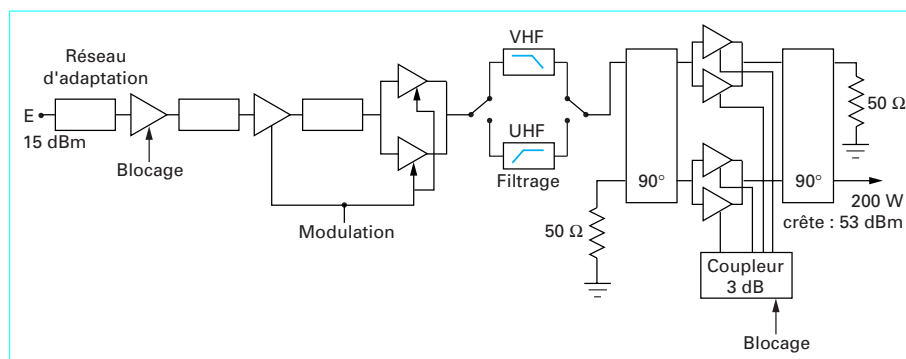 Réseau
d'adaptation
E
15 dBm
Blocage
Modulation
VHF
UHF
Filtrage
50 Ω
90°
90°
50 Ω
200 W
crête : 53 dBm
Coupleur
3 dB
Blocage